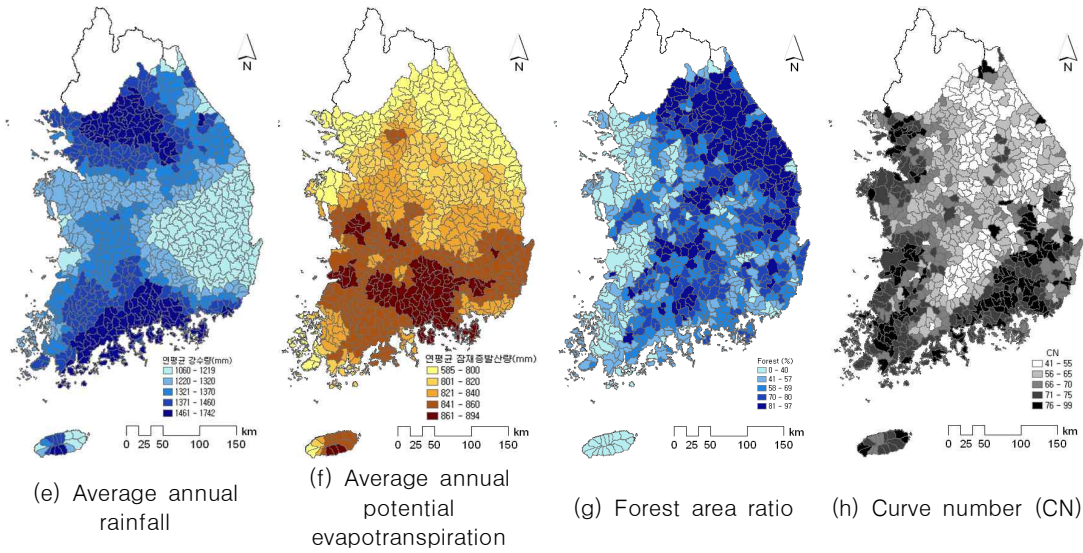 N
N
N
N
연평균 강수량(mm)
1060 - 1219
1220 - 1320
1321 - 1370
1371 - 1460
1461 - 1742
연평균 잠재증발산량(mm)
585 - 800
801 - 820
821 - 840
841 - 860
861 - 894
Forest (%)
0 - 40
41 - 57
58 - 69
70 - 80
81 - 97
CN
41 - 55
56 - 65
66 - 70
71 - 75
76 - 99
km
0 25 50 100 150
km
0 25 50 100 150
km
0 25 50 100 150
km
0 25 50 100 150
(e) Average annual
rainfall
(f) Average annual
potential
evapotranspiration
(g) Forest area ratio
(h) Curve number (CN)